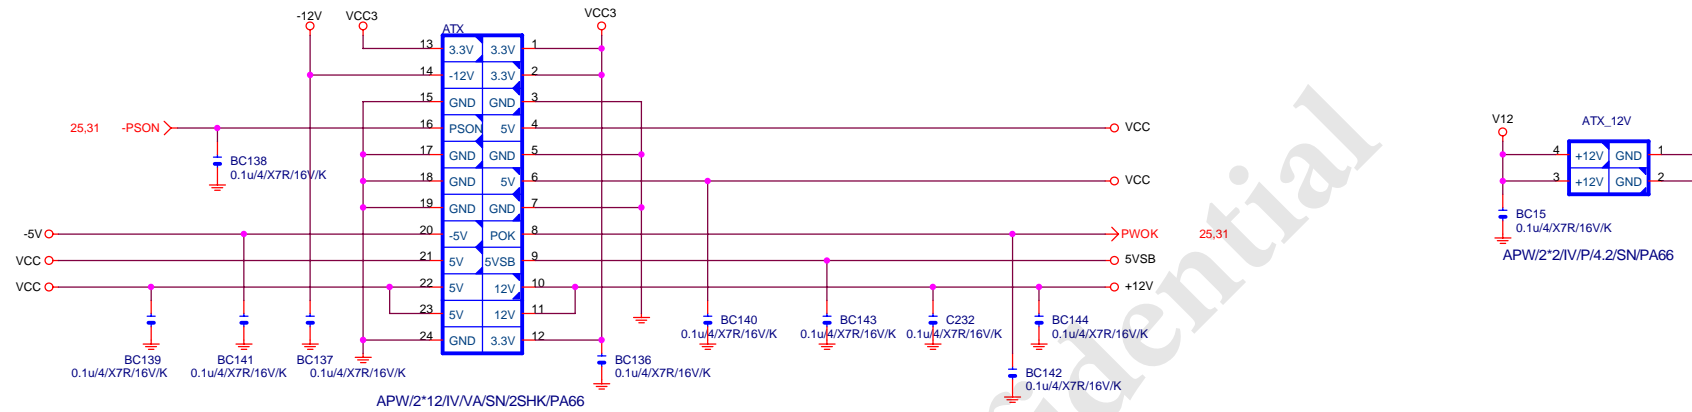 -12V VCC3 VCC3
ATX
13 3.3V 3.3V 1
14 -12V 3.3V 2
15 GND GND 3
25,31 -PSON 16 PSON 5V 4 VCC
17 GND GND 5
18 GND 5V 6 VCC
19 GND GND 7
-5V 20 -5V POK 8 PWOK 25,31
VCC 21 5V 5VSB 9 5VSB
VCC 22 5V 12V 10 +12V
23 5V 12V 11
24 GND 3.3V 12
BC138
0.1u/4/X7R/16V/K
BC139 BC141 BC137
0.1u/4/X7R/16V/K 0.1u/4/X7R/16V/K 0.1u/4/X7R/16V/K
BC136
0.1u/4/X7R/16V/K
BC140 BC143 C232 BC144
0.1u/4/X7R/16V/K 0.1u/4/X7R/16V/K 0.1u/4/X7R/16V/K 0.1u/4/X7R/16V/K
BC142
0.1u/4/X7R/16V/K
APW/2*12/IV/VA/SN/2SHK/PA66
V12 ATX_12V
4 +12V GND 1
3 +12V GND 2
BC15
0.1u/4/X7R/16V/K
APW/2*2/IV/P/4.2/SN/PA66
fidential